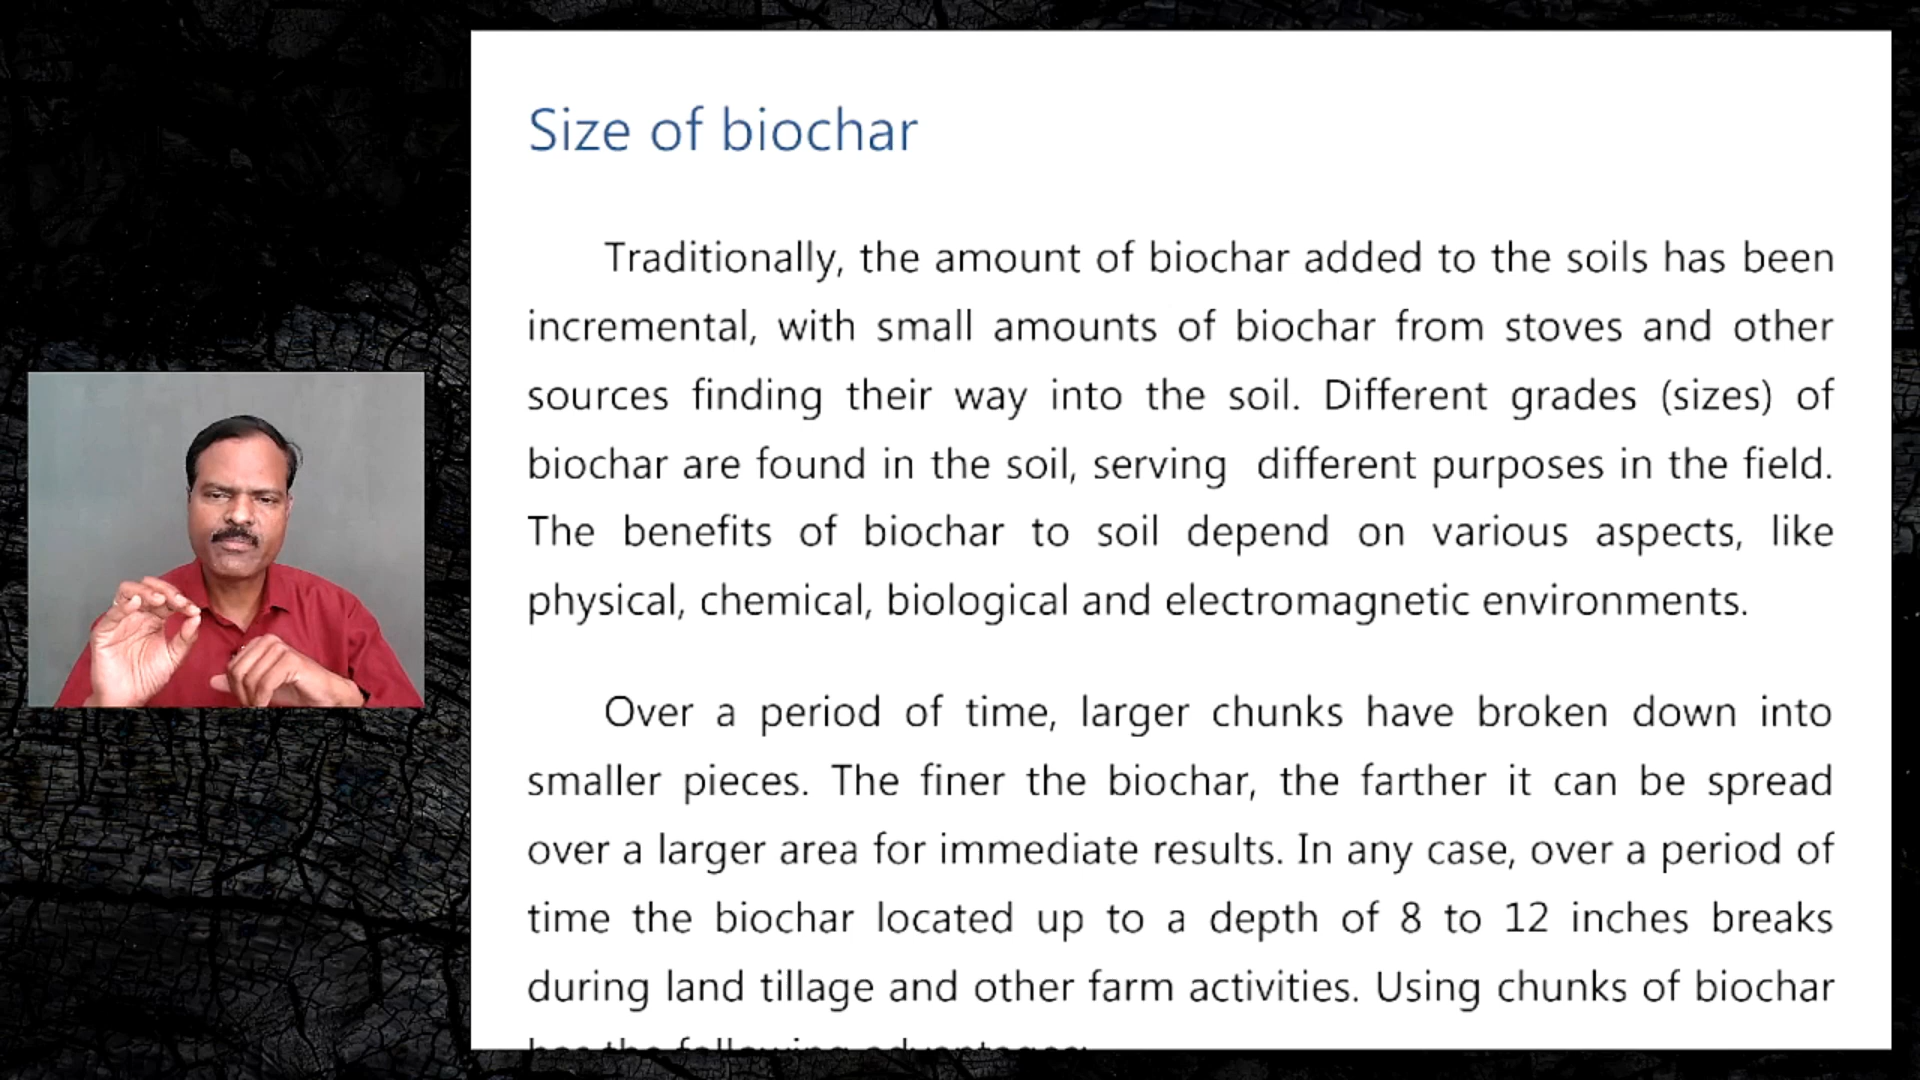 Size of biochar
Traditionally, the amount of biochar added to the soils has been
incremental, with small amounts of biochar from stoves and other
sources finding their way into the soil. Different grades (sizes) of
biochar are found in the soil, serving  different purposes in the field.
The benefits of biochar to soil depend on various aspects, like
physical, chemical, biological and electromagnetic environments.
Over a period of time, larger chunks have broken down into
smaller pieces. The finer the biochar, the farther it can be spread
over a larger area for immediate results. In any case, over a period of
time the biochar located up to a depth of 8 to 12 inches breaks
during land tillage and other farm activities. Using chunks of biochar
has the following advantages: